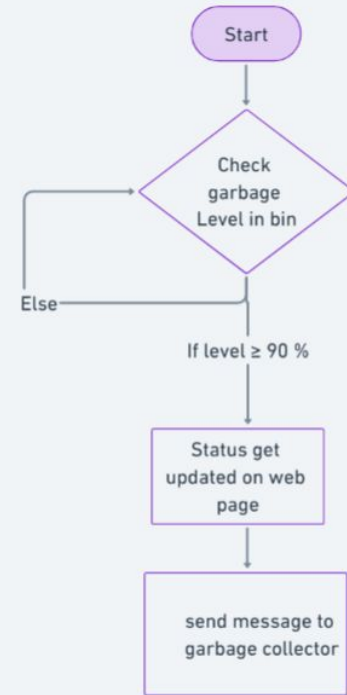 Start
Check
garbage
Level in bin
Else
If level ≥ 90 %
Status get
updated on web
page
send message to
garbage collector